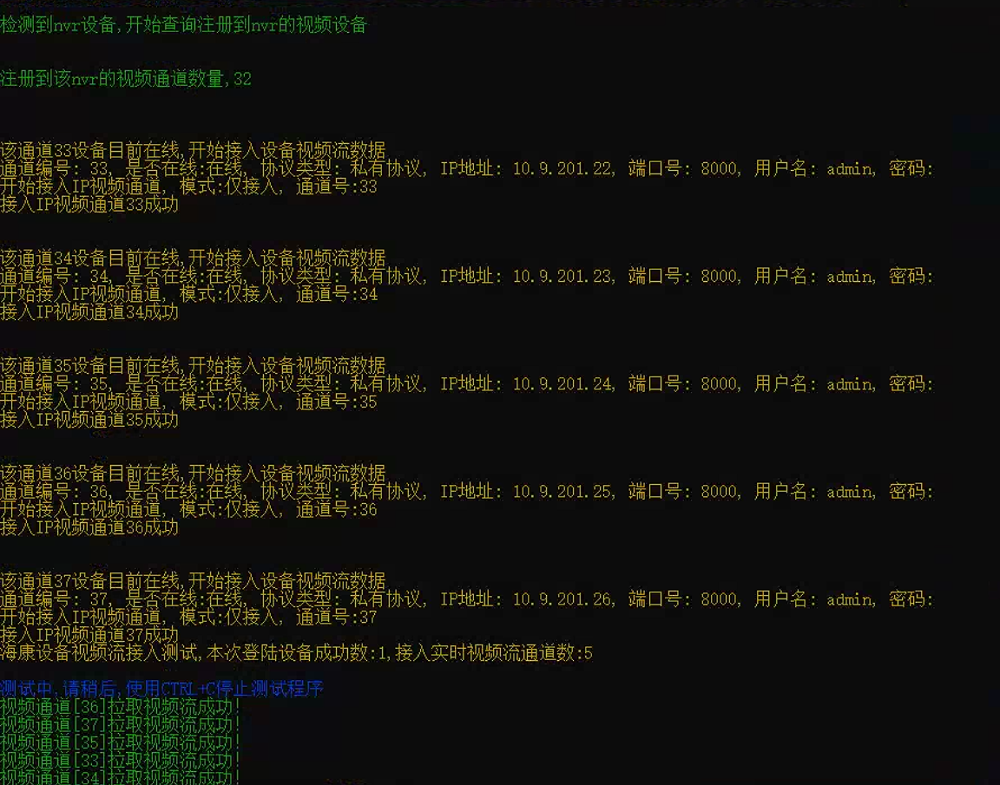 检测到nvr设备,开始查询注册到nvr的视频设备
注册到该nvr的视频通道数量,32
该通道33设备目前在线,开始接入设备视频流数据
通道编号: 33, 是否在线:在线, 协议类型: 私有协议, IP地址: 10.9.201.22, 端口号: 8000, 用户名: admin, 密码:
开始接入IP视频通道, 模式:仅接入, 通道号:33
接入IP视频通道33成功
该通道34设备目前在线,开始接入设备视频流数据
通道编号: 34, 是否在线:在线, 协议类型: 私有协议, IP地址: 10.9.201.23, 端口号: 8000, 用户名: admin, 密码:
开始接入IP视频通道, 模式:仅接入, 通道号:34
接入IP视频通道34成功
该通道35设备目前在线,开始接入设备视频流数据
通道编号: 35, 是否在线:在线, 协议类型: 私有协议, IP地址: 10.9.201.24, 端口号: 8000, 用户名: admin, 密码:
开始接入IP视频通道, 模式:仅接入, 通道号:35
接入IP视频通道35成功
该通道36设备目前在线,开始接入设备视频流数据
通道编号: 36, 是否在线:在线, 协议类型: 私有协议, IP地址: 10.9.201.25, 端口号: 8000, 用户名: admin, 密码:
开始接入IP视频通道, 模式:仅接入, 通道号:36
接入IP视频通道36成功
该通道37设备目前在线,开始接入设备视频流数据
通道编号: 37, 是否在线:在线, 协议类型: 私有协议, IP地址: 10.9.201.26, 端口号: 8000, 用户名: admin, 密码:
开始接入IP视频通道, 模式:仅接入, 通道号:37
接入IP视频通道37成功
海康设备视频流接入测试,本次登陆设备成功数:1,接入实时视频流通道数:5
测试中,请稍后,使用CTRL+C停止测试程序
视频通道[36]拉取视频流成功!
视频通道[37]拉取视频流成功!
视频通道[35]拉取视频流成功!
视频通道[33]拉取视频流成功!
视频通道[34]拉取视频流成功!